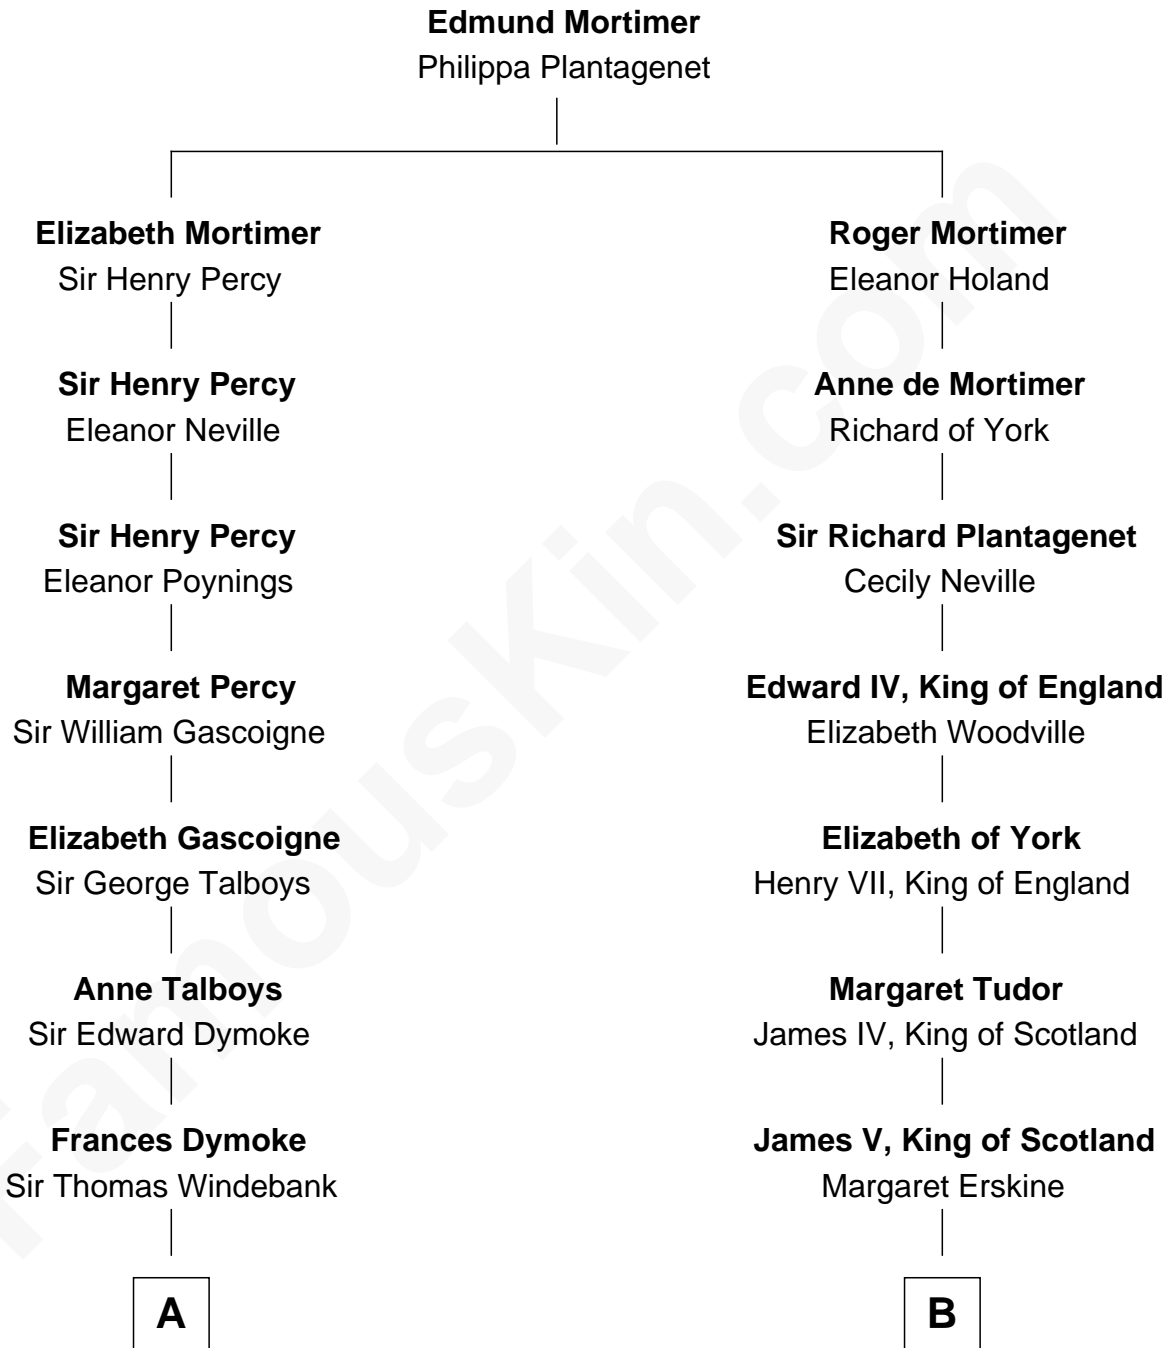 Edmund Mortimer
Philippa Plantagenet
Elizabeth Mortimer
Sir Henry Percy
Roger Mortimer
Eleanor Holand
Sir Henry Percy
Eleanor Neville
Anne de Mortimer
Richard of York
Sir Henry Percy
Eleanor Poynings
Sir Richard Plantagenet
Cecily Neville
Margaret Percy
Sir William Gascoigne
Edward IV, King of England
Elizabeth Woodville
Elizabeth Gascoigne
Sir George Talboys
Elizabeth of York
Henry VII, King of England
Anne Talboys
Sir Edward Dymoke
Margaret Tudor
James IV, King of Scotland
Frances Dymoke
Sir Thomas Windebank
James V, King of Scotland
Margaret Erskine
A
B
FamousKin.com